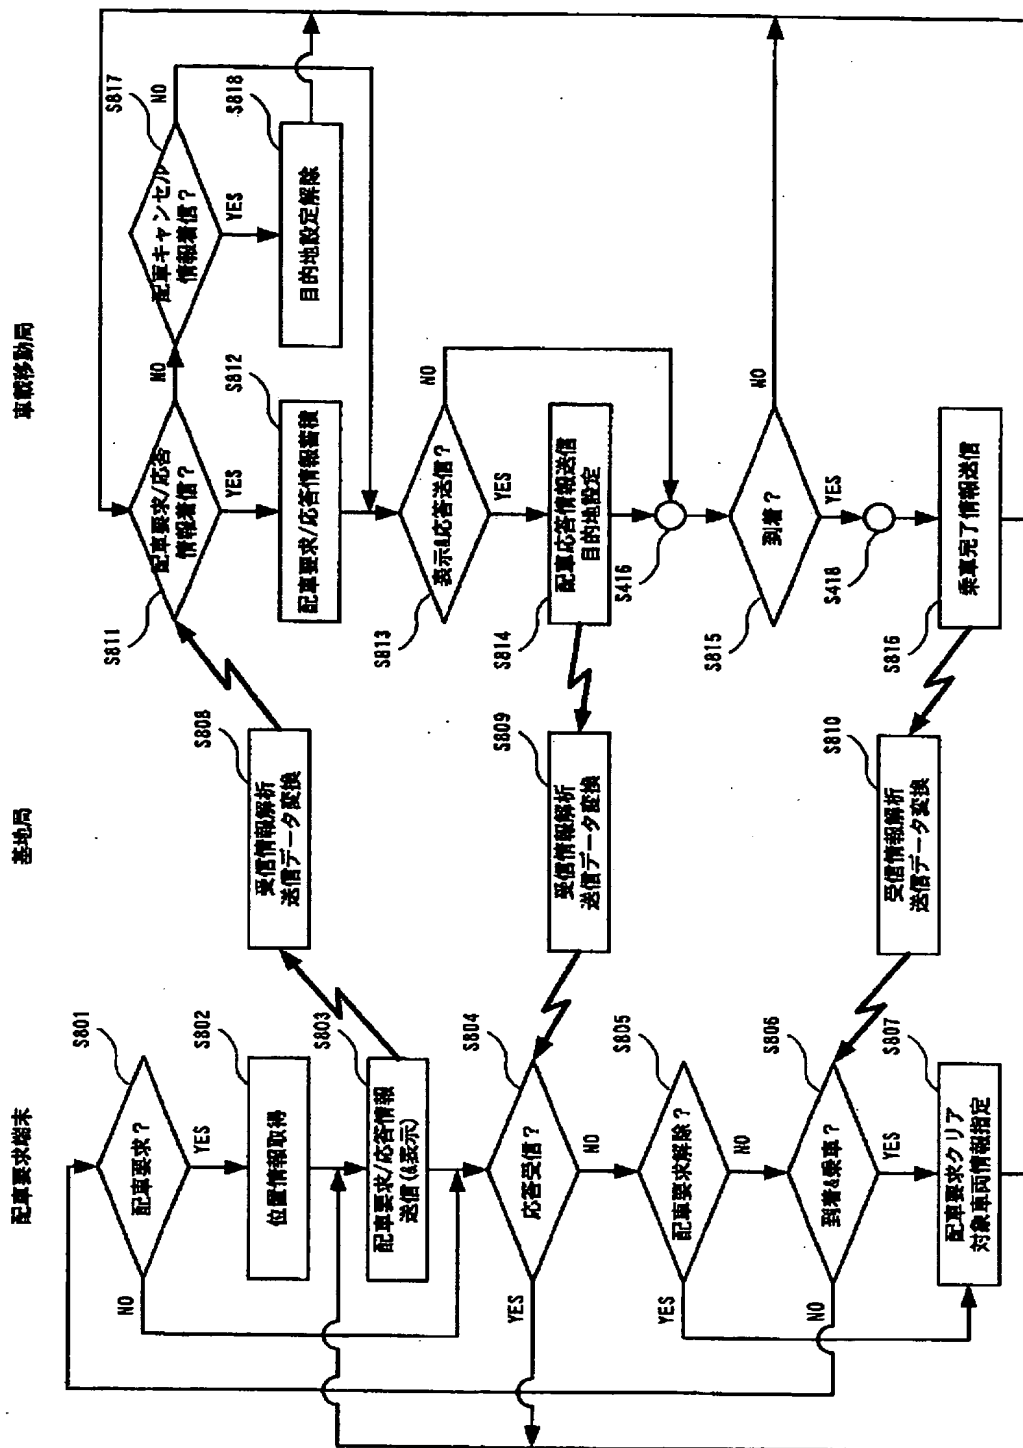 配車要求端末
基地局
車載移動局
S801
配車要求?
YES
NO
S802
位置情報取得
S803
配車要求/応答情報
送信(&表示)
S804
応答受信?
YES
NO
S805
配車要求解除?
YES
NO
S806
到着&乗車?
NO
YES
S807
配車要求クリア
対象車両情報指定
S808
受信情報解析
送信データ変換
S809
受信情報解析
送信データ変換
S810
受信情報解析
送信データ変換
S811
配車要求/応答
情報着信?
NO
YES
S817
配車キャンセル
情報着信?
NO
YES
S812
配車要求/応答情報蓄積
S818
目的地設定解除
S813
表示&応答送信?
NO
YES
S814
配車応答情報送信
目的地設定
S416
S815
到着?
NO
YES
S418
S816
乗車完了情報送信